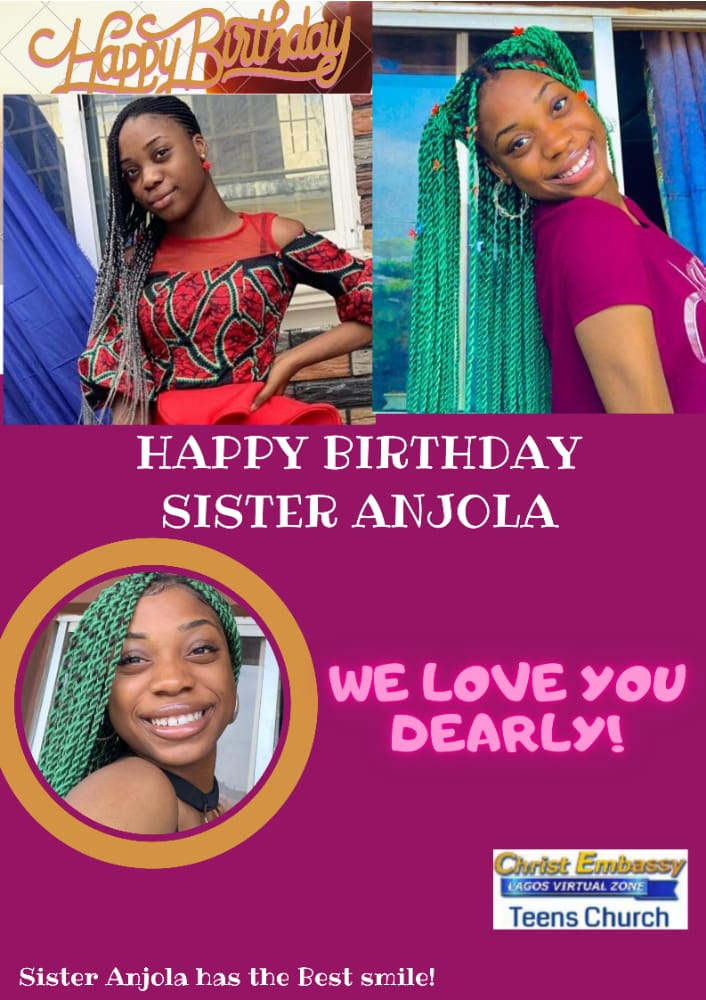 Happy Birthday
HAPPY BIRTHDAY
SISTER ANJOLA
WE LOVE YOU
DEARLY!
Christ Embassy
LAGOS VIRTUAL ZONE
Teens Church
Sister Anjola has the Best smile!